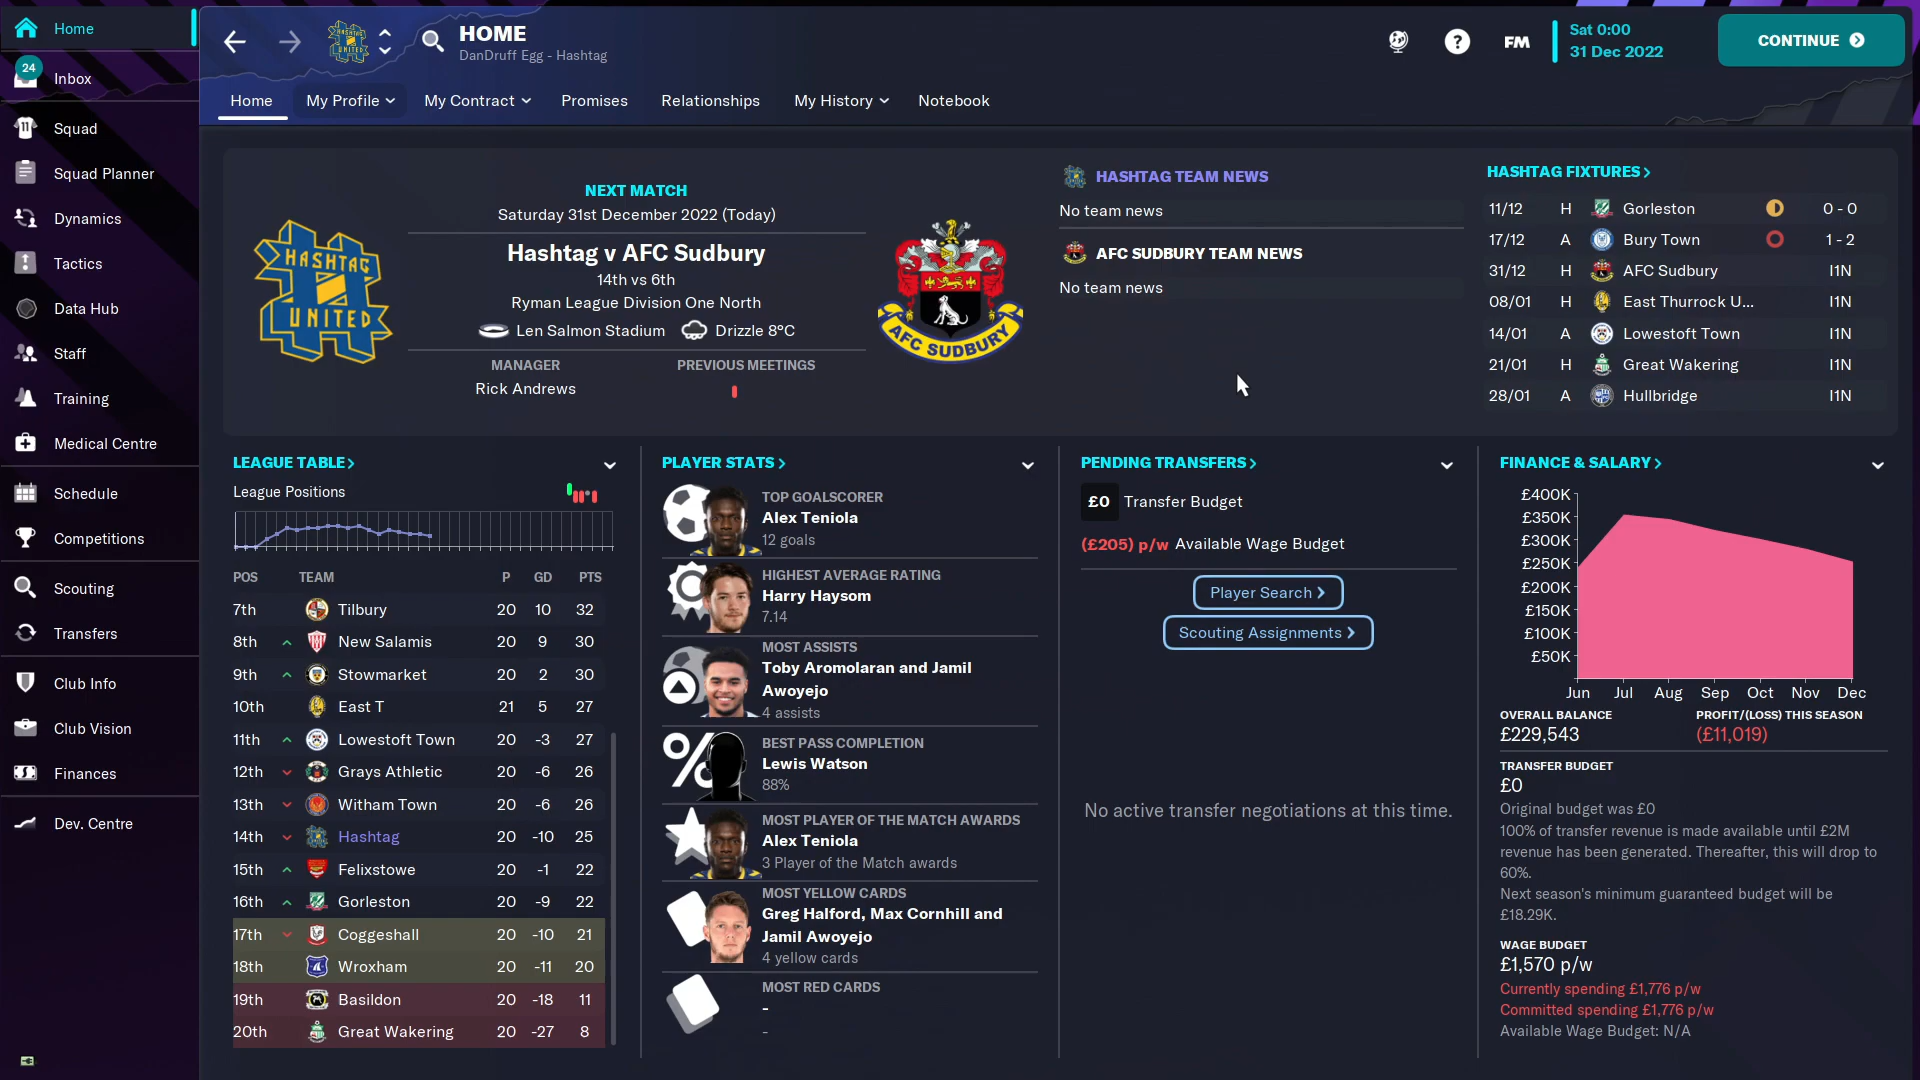 Home
24
Inbox
Squad
Squad Planner
Dynamics
Tactics
Data Hub
Staff
Training
Medical Centre
Schedule
Competitions
Scouting
Transfers
Club Info
Club Vision
Finances
Dev. Centre
HOME
DanDruff Egg - Hashtag
?
FM
Sat 0:00
31 Dec 2022
CONTINUE
Home
My Profile
My Contract
Promises
Relationships
My History
Notebook
HASHTAG
UNITED
NEXT MATCH
Saturday 31st December 2022 (Today)
Hashtag v AFC Sudbury
14th vs 6th
Ryman League Division One North
Len Salmon Stadium Drizzle 8°C
MANAGER
Rick Andrews
PREVIOUS MEETINGS
AFC SUDBURY
HASHTAG TEAM NEWS
No team news
AFC SUDBURY TEAM NEWS
No team news
HASHTAG FIXTURES
11/12 H Gorleston 0 - 0
17/12 A Bury Town 1 - 2
31/12 H AFC Sudbury I1N
08/01 H East Thurrock U... I1N
14/01 A Lowestoft Town I1N
21/01 H Great Wakering I1N
28/01 A Hullbridge I1N
LEAGUE TABLE
League Positions
POS TEAM P GD PTS
7th Tilbury 20 10 32
8th New Salamis 20 9 30
9th Stowmarket 20 2 30
10th East T 21 5 27
11th Lowestoft Town 20 -3 27
12th Grays Athletic 20 -6 26
13th Witham Town 20 -6 26
14th Hashtag 20 -10 25
15th Felixstowe 20 -1 22
16th Gorleston 20 -9 22
17th Coggeshall 20 -10 21
18th Wroxham 20 -11 20
19th Basildon 20 -18 11
20th Great Wakering 20 -27 8
PLAYER STATS
TOP GOALSCORER
Alex Teniola
12 goals
HIGHEST AVERAGE RATING
Harry Haysom
7.14
MOST ASSISTS
Toby Aromolaran and Jamil
Awoyejo
4 assists
%
BEST PASS COMPLETION
Lewis Watson
88%
MOST PLAYER OF THE MATCH AWARDS
Alex Teniola
3 Player of the Match awards
MOST YELLOW CARDS
Greg Halford, Max Cornhill and
Jamil Awoyejo
4 yellow cards
MOST RED CARDS
-
-
PENDING TRANSFERS
£0 Transfer Budget
(£205) p/w Available Wage Budget
Player Search
Scouting Assignments
No active transfer negotiations at this time.
FINANCE & SALARY
£400K
£350K
£300K
£250K
£200K
£150K
£100K
£50K
Jun Jul Aug Sep Oct Nov Dec
OVERALL BALANCE
£229,543
PROFIT/(LOSS) THIS SEASON
(£11,019)
TRANSFER BUDGET
£0
Original budget was £0
100% of transfer revenue is made available until £2M
revenue has been generated. Thereafter, this will drop to
60%.
Next season's minimum guaranteed budget will be
£18.29K.
WAGE BUDGET
£1,570 p/w
Currently spending £1,776 p/w
Committed spending £1,776 p/w
Available Wage Budget: N/A